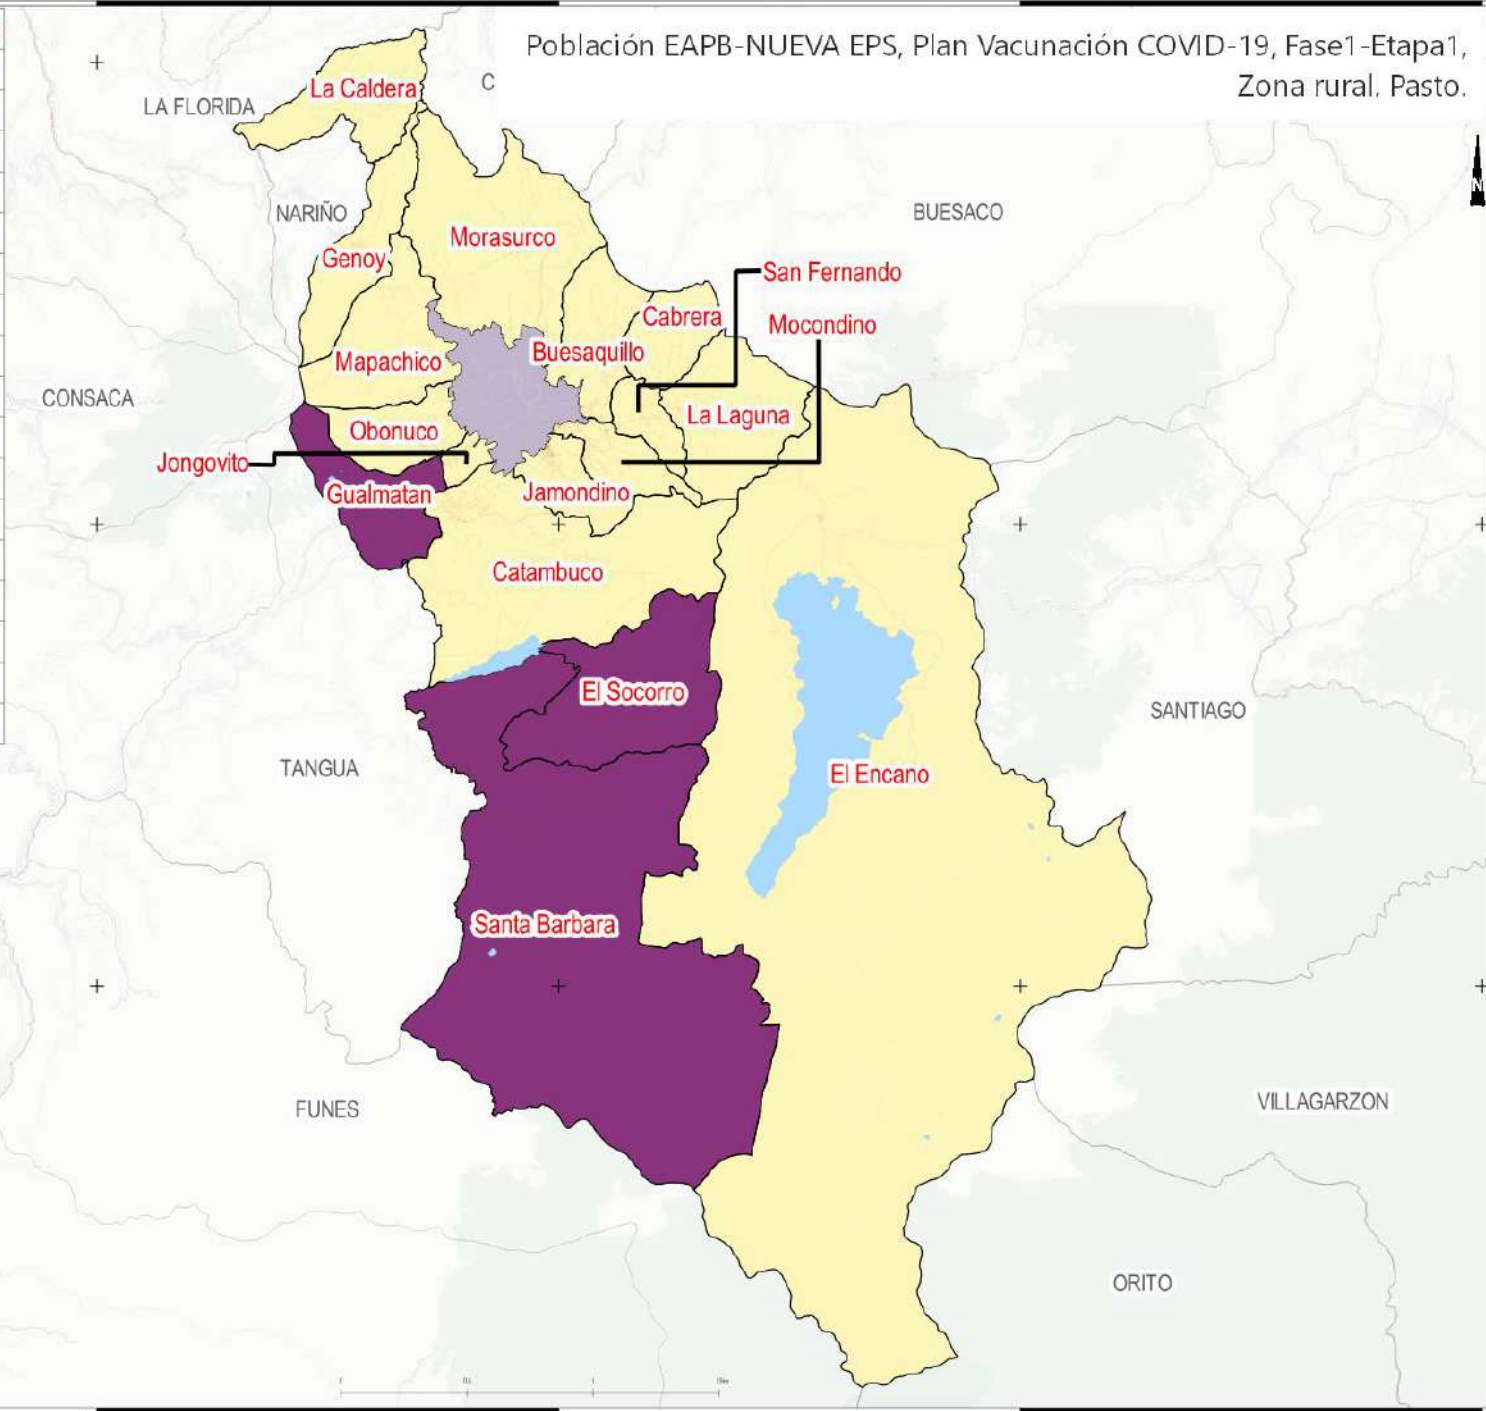 Población EAPB-NUEVA EPS, Plan Vacunación COVID-19, Fase1-Etapa1,
Zona rural. Pasto.
La Caldera
C
LA FLORIDA
N
NARIÑO
BUESACO
Morasurco
Genoy
San Fernando
Cabrera
Mocondino
Buesaquillo
Mapachico
CONSACA
La Laguna
Obonuco
Jongovito
Gualmatan
Jamondino
Catambuco
El Socorro
SANTIAGO
TANGUA
El Encano
Santa Barbara
VILLAGARZON
FUNES
ORITO